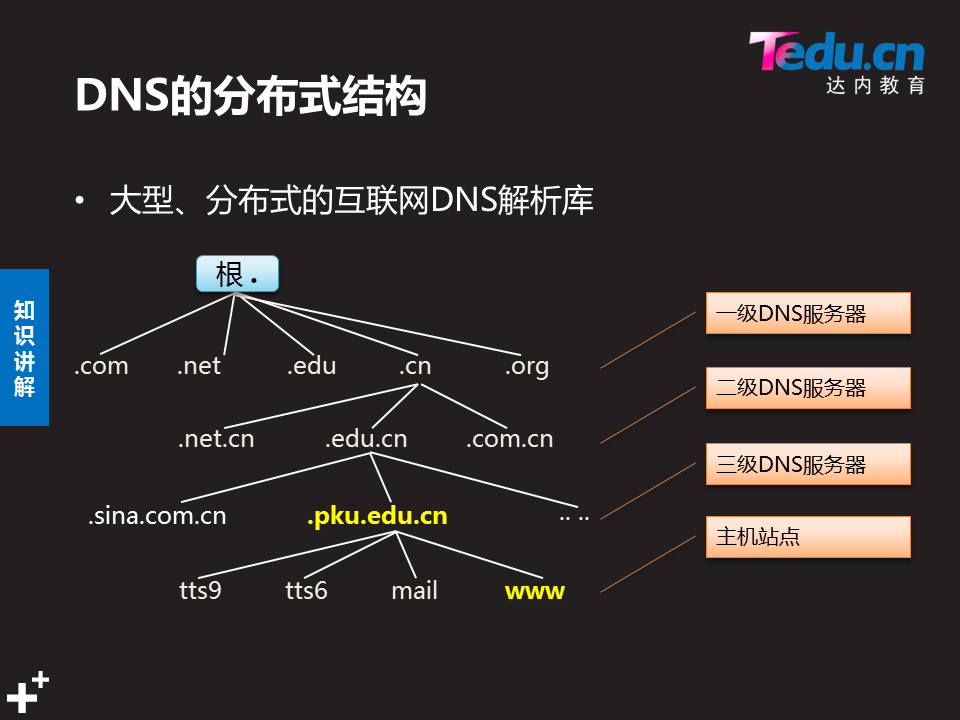 Tedu.cn
达内教育
DNS的分布式结构
• 大型、分布式的互联网DNS解析库
知识讲解
根 .
一级DNS服务器
.com .net .edu .cn .org
二级DNS服务器
.net.cn .edu.cn .com.cn
三级DNS服务器
.sina.com.cn .pku.edu.cn .. ..
主机站点
tts9 tts6 mail www